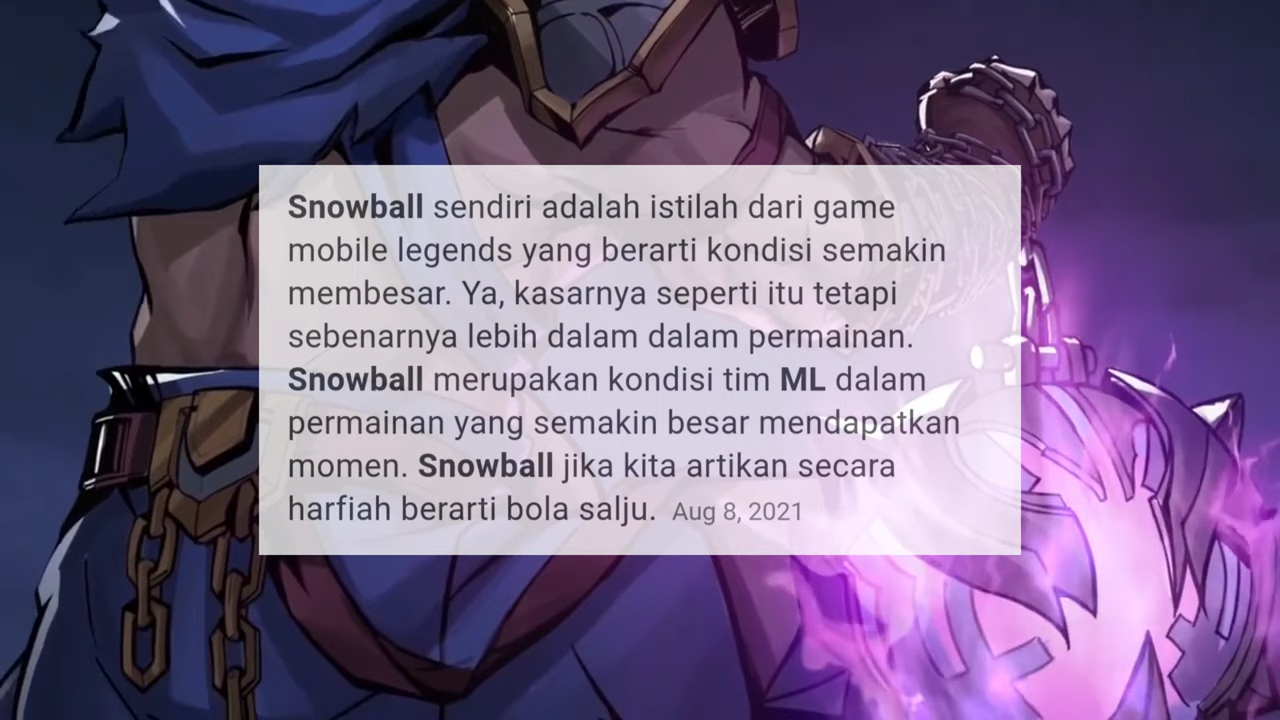 Snowball sendiri adalah istilah dari game
mobile legends yang berarti kondisi semakin
membesar. Ya, kasarnya seperti itu tetapi
sebenarnya lebih dalam dalam permainan.
Snowball merupakan kondisi tim ML dalam
permainan yang semakin besar mendapatkan
momen. Snowball jika kita artikan secara
harfiah berarti bola salju. Aug 8, 2021